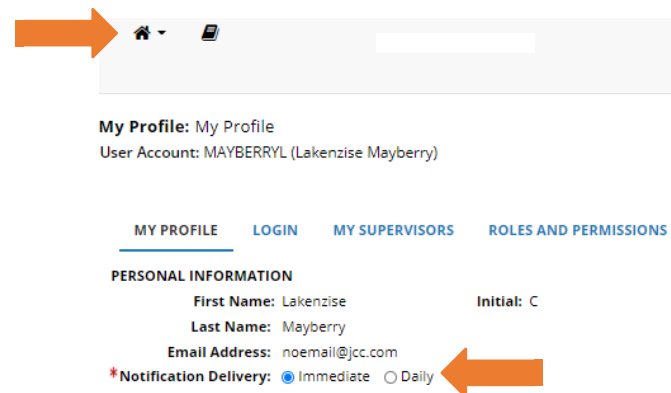 My Profile: My Profile
User Account: MAYBERRYL (Lakenzise Mayberry)
MY PROFILE LOGIN MY SUPERVISORS ROLES AND PERMISSIONS
PERSONAL INFORMATION
First Name: Lakenzise Initial: C
Last Name: Mayberry
Email Address: noemail@jcc.com
*Notification Delivery: Immediate Daily